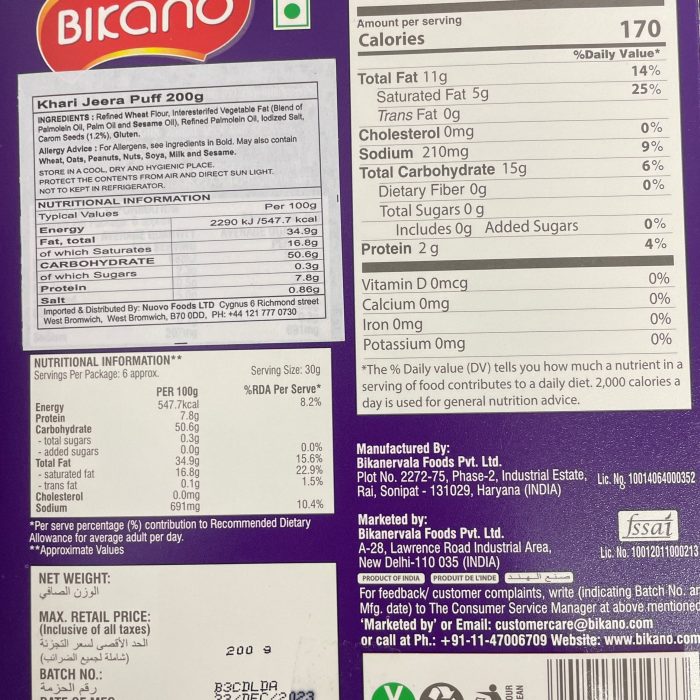 BIKANO
Khari Jeera Puff 200g
INGREDIENTS : Refined Wheat Flour, Interesterifed Vegetable Fat (Blend of
Palmolein Oil, Palm Oil and Sesame Oil), Refined Palmolein Oil, Iodized Salt,
Carom Seeds (1.2%), Gluten.
Allergy Advice : For Allergens, see ingredients in Bold. May also contain
Wheat, Oats, Peanuts, Nuts, Soya, Milk and Sesame.
STORE IN A COOL, DRY AND HYGIENIC PLACE.
PROTECT THE CONTENTS FROM AIR AND DIRECT SUN LIGHT.
NOT TO KEPT IN REFRIGERATOR.
NUTRITIONAL INFORMATION
Typical Values Per 100g
Energy 2290 kJ /547.7 kcal
Fat, total 34.9g
of which Saturates 16.8g
CARBOHYDRATE 50.6g
of which Sugars 0.3g
Protein 7.8g
Salt 0.86g
Imported & Distributed By: Nuovo Foods LTD Cygnus 6 Richmond street
West Bromwich, West Bromwich, B70 0DD, PH: +44 121 777 0730
NUTRITIONAL INFORMATION**
Servings Per Package: 6 approx. Serving Size: 30g
PER 100g %RDA Per Serve*
Energy 547.7kcal 8.2%
Protein 7.8g
Carbohydrate 50.6g
- total sugars 0.3g
- added sugars 0.0g 0.0%
Total Fat 34.9g 15.6%
- saturated fat 16.8g 22.9%
- trans fat 0.1g 1.5%
Cholesterol 0.0mg
Sodium 691mg 10.4%
*Per serve percentage (%) contribution to Recommended Dietary
Allowance for average adult per day.
**Approximate Values
NET WEIGHT:
الوزن الصافي
MAX. RETAIL PRICE:
(Inclusive of all taxes)
الحد الأقصى لسعر التجزئة
(شاملة لجميع الضرائب)
200 g
BATCH NO.:
رقم الحزمة
B3CDLDA
DATE OF MFG
23/DEC/2023
Amount per serving
Calories 170
%Daily Value*
Total Fat 11g 14%
Saturated Fat 5g 25%
Trans Fat 0g
Cholesterol 0mg 0%
Sodium 210mg 9%
Total Carbohydrate 15g 6%
Dietary Fiber 0g 0%
Total Sugars 0 g
Includes 0g Added Sugars 0%
Protein 2 g 4%
Vitamin D 0mcg 0%
Calcium 0mg 0%
Iron 0mg 0%
Potassium 0mg 0%
*The % Daily value (DV) tells you how much a nutrient in a
serving of food contributes to a daily diet. 2,000 calories a
day is used for general nutrition advice.
Manufactured By:
Bikanervala Foods Pvt. Ltd.
Plot No. 2272-75, Phase-2, Industrial Estate, Lic. No. 10014064000352
Rai, Sonipat - 131029, Haryana (INDIA)
Marketed by:
Bikanervala Foods Pvt. Ltd.
A-28, Lawrence Road Industrial Area,
New Delhi-110 035 (INDIA)
fssai
Lic. No. 10012011000213
PRODUCT OF INDIA PRODUIT DE L'INDE صنع في الهند
For feedback/ customer complaints, write (indicating Batch No. an
Mfg. date) to The Consumer Service Manager at above mentioned
'Marketed by' or Email: customercare@bikano.com
or call at Ph.: +91-11-47006709 Website: www.bikano.com